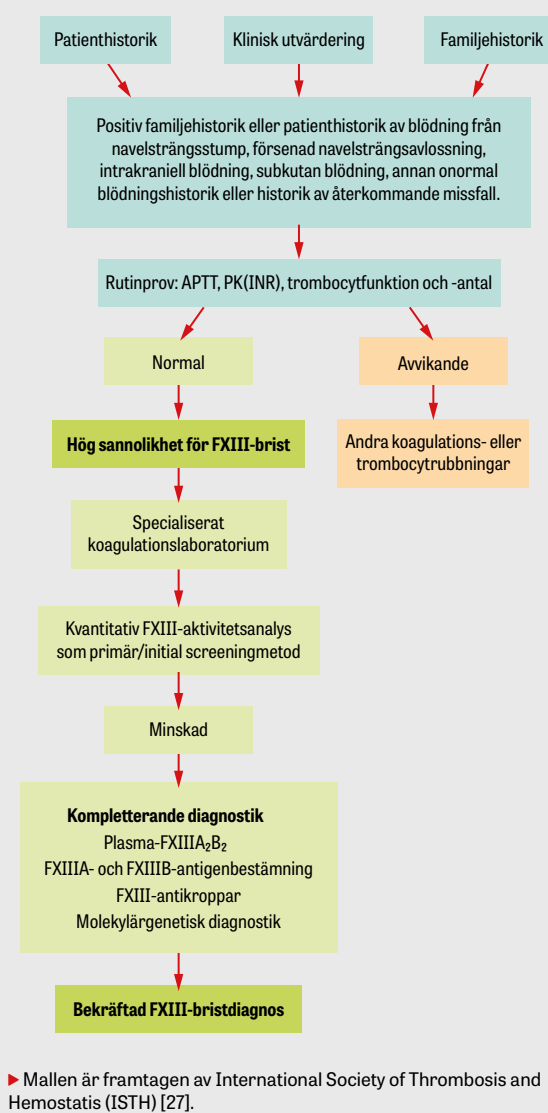 Patienthistorik
Klinisk utvärdering
Familjehistorik
Positiv familjehistorik eller patienthistorik av blödning från
navelsträngsstump, försenad navelsträngsavlossning,
intrakraniell blödning, subkutan blödning, annan onormal
blödningshistorik eller historik av återkommande missfall.
Rutinprov: APTT, PK(INR), trombocytfunktion och -antal
Normal
Avvikande
Hög sannolikhet för FXIII-brist
Andra koagulations- eller
trombocytrubbningar
Specialiserat
koagulationslaboratorium
Kvantitativ FXIII-aktivitetsanalys
som primär/initial screeningmetod
Minskad
Kompletterande diagnostik
Plasma-FXIIIA₂B₂
FXIIIA- och FXIIIB-antigenbestämning
FXIII-antikroppar
Molekylärgenetisk diagnostik
Bekräftad FXIII-bristdiagnos
▶ Mallen är framtagen av International Society of Thrombosis and
Hemostatis (ISTH) [27].